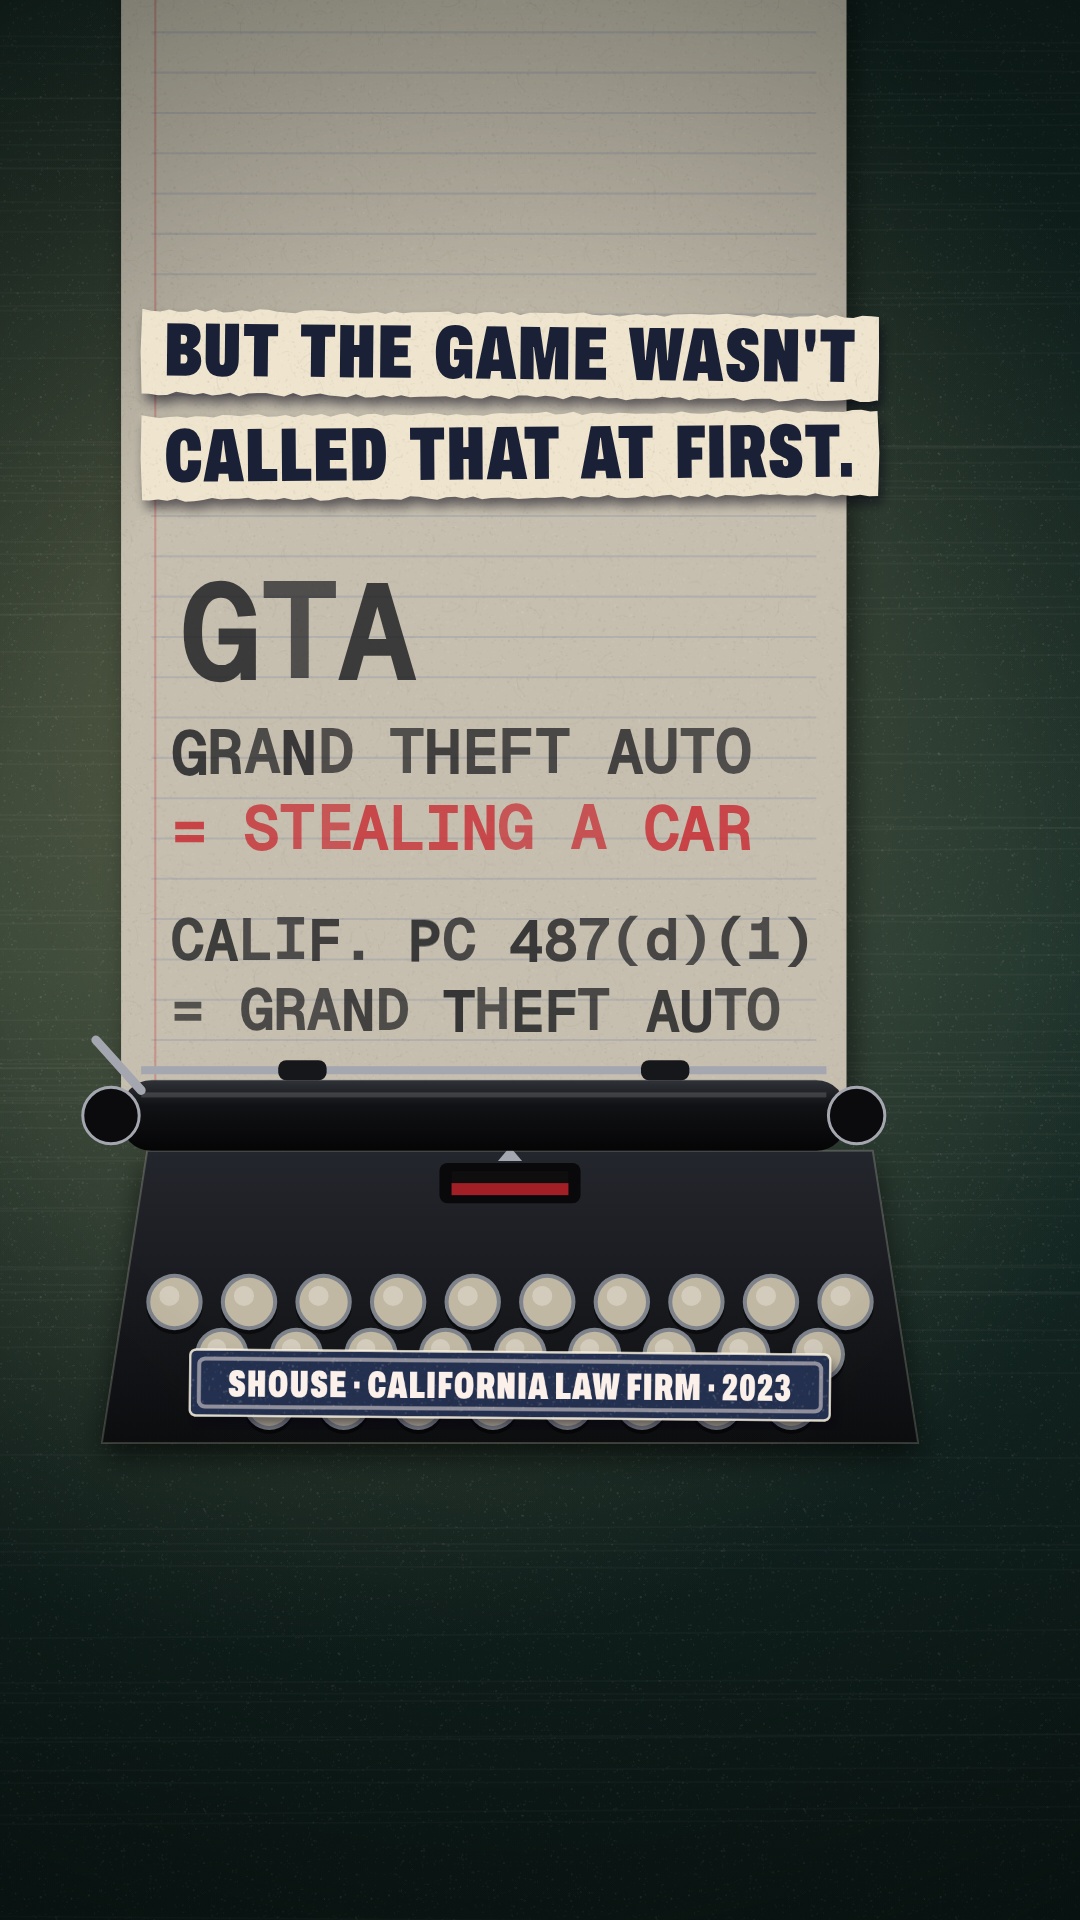 BUT THE GAME WASN'T
CALLED THAT AT FIRST.
GTA
GRAND THEFT AUTO
= STEALING A CAR
CALIF. PC 487(d)(1)
= GRAND THEFT AUTO
SHOUSE · CALIFORNIA LAW FIRM · 2023